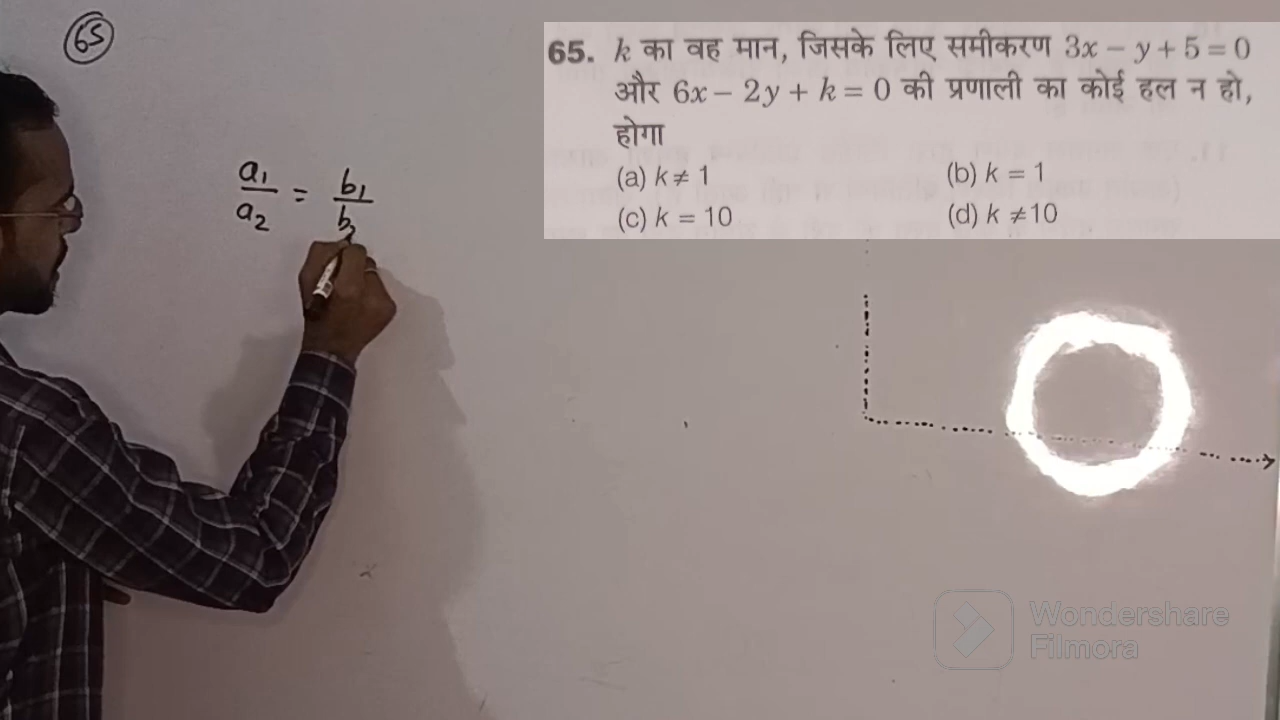 65
65. k का वह मान, जिसके लिए समीकरण 3x − y + 5 = 0
और 6x − 2y + k = 0 की प्रणाली का कोई हल न हो,
होगा
(a) k ≠ 1 (b) k = 1
(c) k = 10 (d) k ≠ 10
a₁/a₂ = b₁/b₂
Wondershare
Filmora